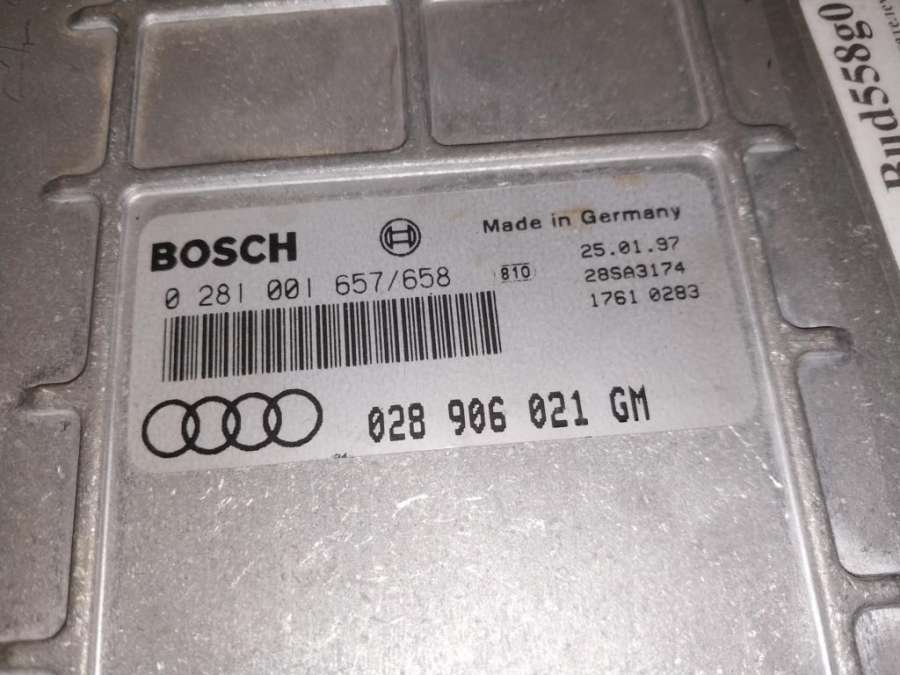 BOSCH
Made in Germany
0 281 001 657/658
810
25.01.97
28SA3174
1761 0283
028 906 021 GM